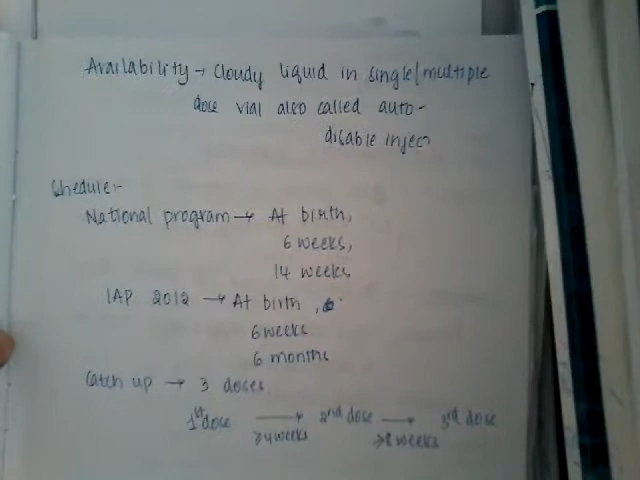 Availability → Cloudy liquid in single/multiple
dose vial also called auto-
disable injecn
Schedule:-
National program → At birth,
6 weeks,
14 weeks
IAP 2012 → At birth,
6 weeks
6 months
Catch up → 3 doses
1st dose → 2nd dose → 3rd dose
≥4weeks ≥8 weeks